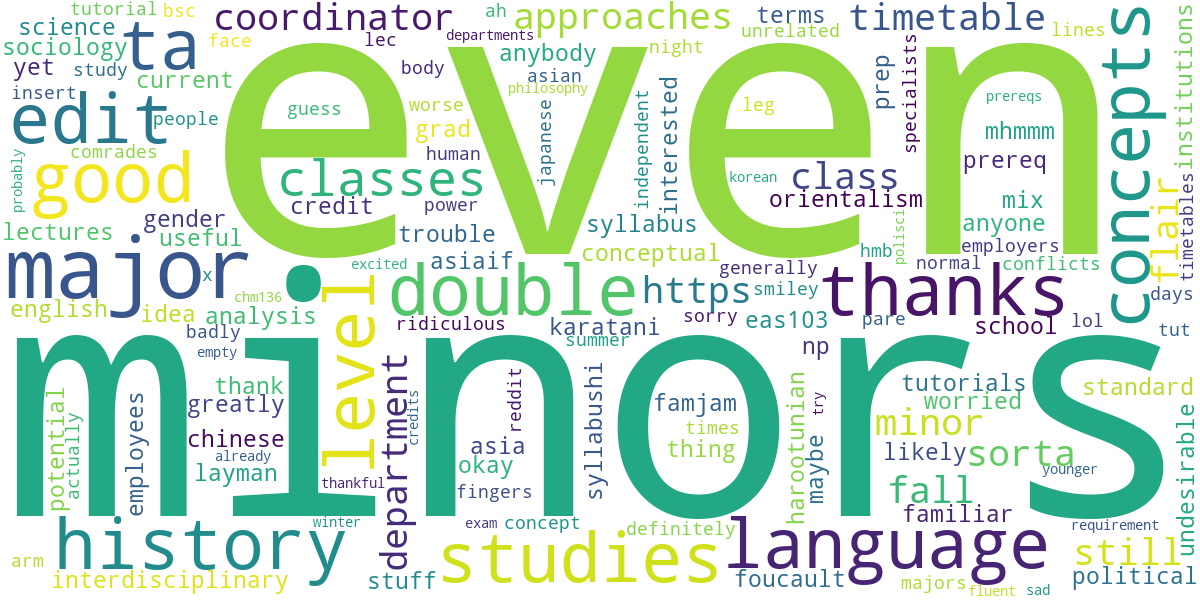 tutorial
bsc
ah
terms
lines
science
coordinator
approaches
timetable
sociology
ta
face
lec
departments
anybody
night
unrelated
even
concepts
institutions
yet
study
current
body
asian
philosophy
prep
specialists
insert
edit
people
guess
worse
grad
japanese
independent
interested
leg
prereqs
mhmmm
comrades
probably
good
human
classes
credit
power
korean
class
prereq
orientalism
mix
flair
timetables
gender
lectures
useful
trouble
syllabus
polisci
anyone
employers
major
x
asiaif
excited
conceptual
hmb
normal
conflicts
generally
double
https
smiley
thanks
days
english
idea
chm136
analysis
level
ridiculous
karatani
summer
sorry
eas103
pare
school
lol
tut
badly
empty
minors
np
potential
actually
employees
thank
greatly
department
credits
reddit
syllabushi
famjam
harootunian
try
tutorials
worried
standard
chinese
already
layman
asia
okay
times
thing
maybe
minor
likely
sorta
younger
undesirable
thankful
fingers
fall
familiar
history
winter
exam
concept
definitely
language
requirement
still
arm
interdisciplinary
stuff
studies
foucault
majors
fluent
sad
political